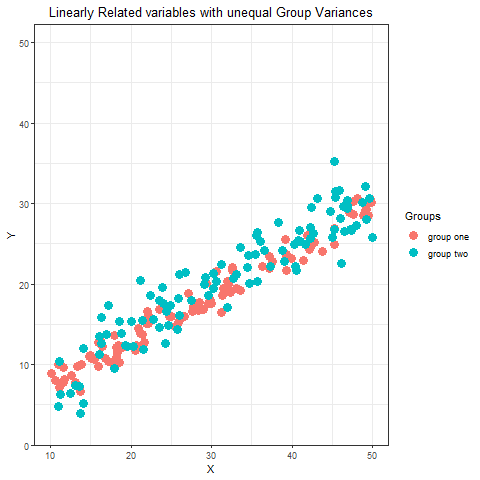 Linearly Related variables with unequal Group Variances
50
40
30
20
10
0
Y
10
20
30
40
50
X
Groups
group one
group two